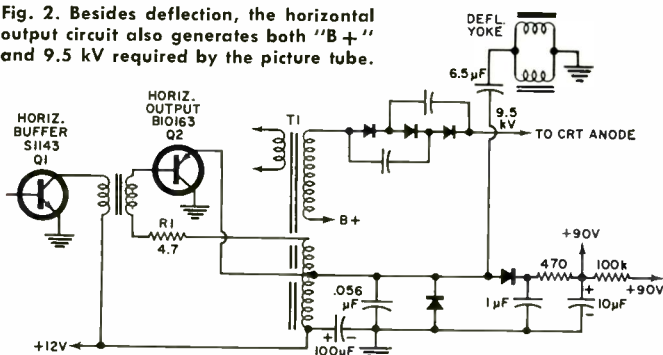 Fig. 2. Besides deflection, the horizontal
output circuit also generates both "B+"
and 9.5 kV required by the picture tube.
DEFL.
YOKE
6.5µF
9.5
kV
TO CRT ANODE
HORIZ.
OUTPUT
B10163
Q2
HORIZ.
BUFFER
S1143
Q1
T1
B+
R1
4.7
+90V
470
100k
+90V
.056
µF
1µF
+
10µF
-
+12V
+
-
100µF